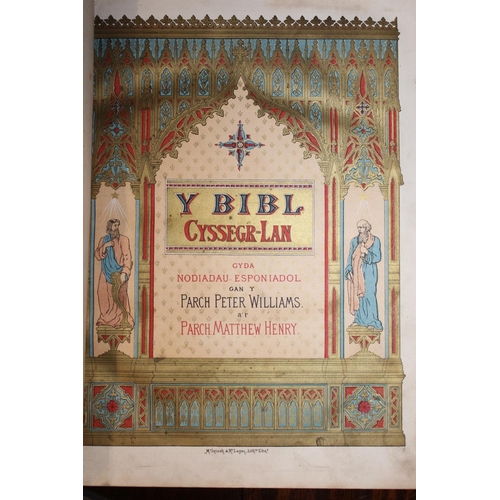 Y BIBL
CYSSEGR-LAN
GYDA
NODIADAU ESPONIADOL
GAN Y
PARCH PETER WILLIAMS.
a'r
PARCH. MATTHEW HENRY.